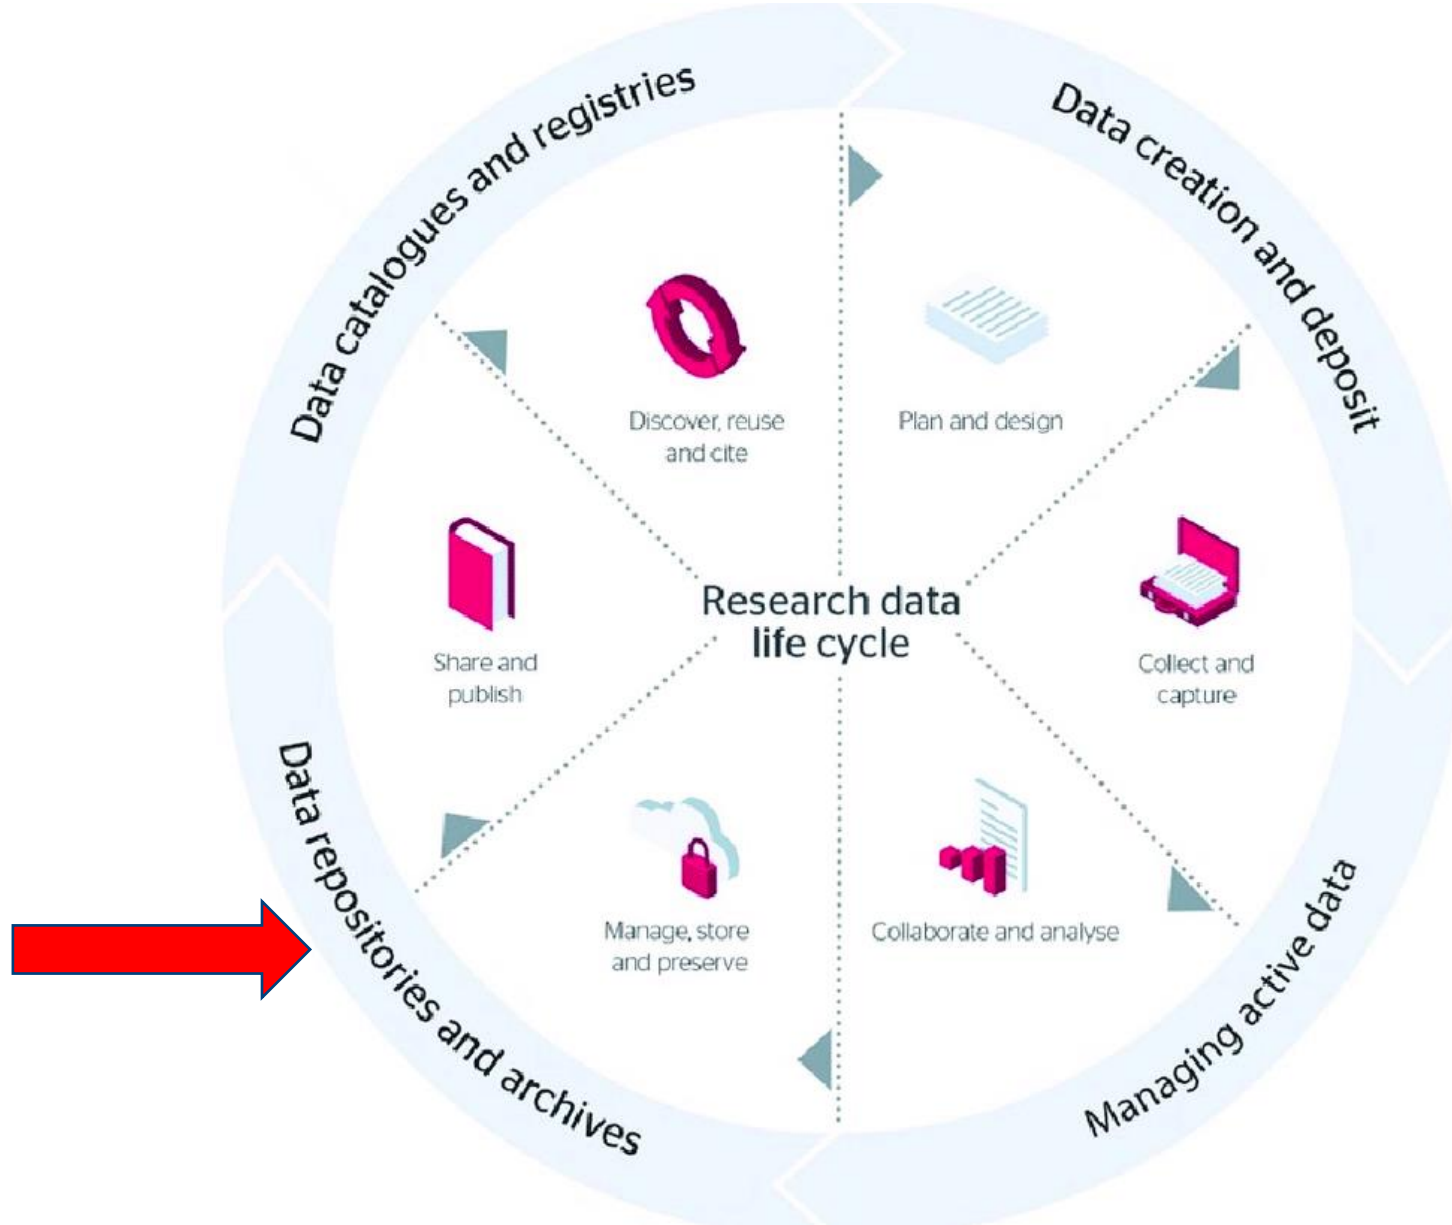 Data catalogues and registries
Data creation and deposit
Discover, reuse
and cite
Plan and design
Research data
life cycle
Share and
publish
Collect and
capture
Manage, store
and preserve
Collaborate and analyse
Data repositories and archives
Managing active data